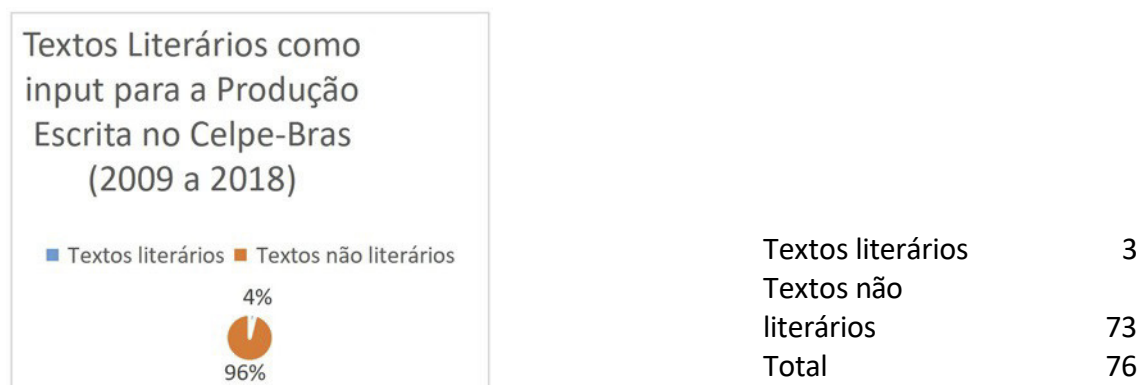 Textos Literários como
input para a Produção
Escrita no Celpe-Bras
(2009 a 2018)
Textos literários Textos não literários
4%
96%
Textos literários 3
Textos não
literários 73
Total 76